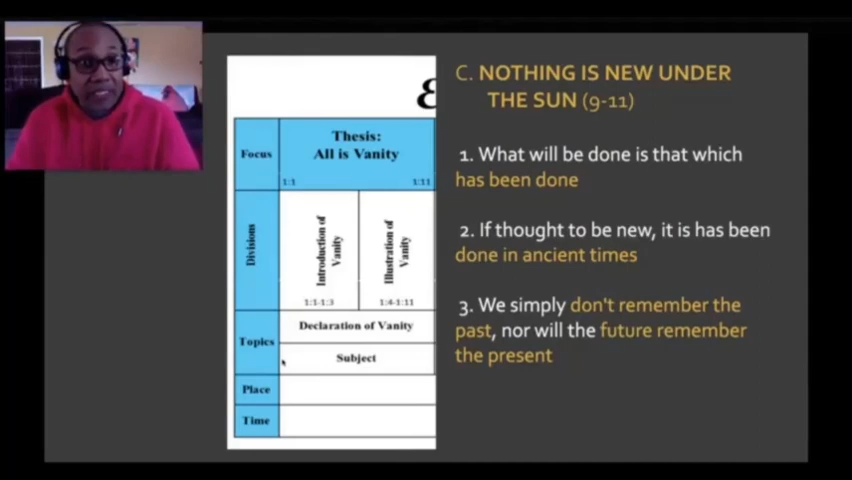 ε
Focus
Thesis:
All is Vanity
1:1
1:11
Divisions
Introduction of
Vanity
1:1-1:3
Illustration of
Vanity
1:4-1:11
Topics
Declaration of Vanity
Subject
Place
Time
C. NOTHING IS NEW UNDER
THE SUN (9-11)
1. What will be done is that which
has been done
2. If thought to be new, it is has been
done in ancient times
3. We simply don't remember the
past, nor will the future remember
the present